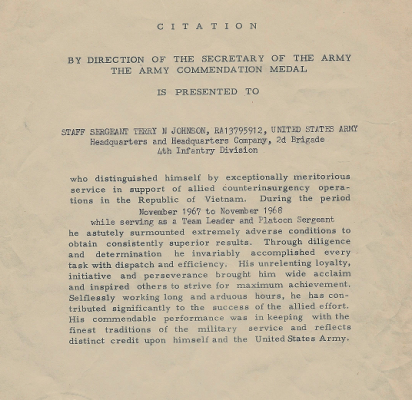 CITATION
BY DIRECTION OF THE SECRETARY OF THE ARMY
THE ARMY COMMENDATION MEDAL
IS PRESENTED TO
STAFF SERGEANT TERRY N JOHNSON, RA13795912, UNITED STATES ARMY
Headquarters and Headquarters Company, 2d Brigade
4th Infantry Division
who distinguished himself by exceptionally meritorious
service in support of allied counterinsurgency opera-
tions in the Republic of Vietnam. During the period
November 1967 to November 1968
while serving as a Team Leader and Platoon Sergeant
he astutely surmounted extremely adverse conditions to
obtain consistently superior results. Through diligence
and determination he invariably accomplished every
task with dispatch and efficiency. His unrelenting loyalty,
initiative and perseverance brought him wide acclaim
and inspired others to strive for maximum achievement.
Selflessly working long and arduous hours, he has con-
tributed significantly to the success of the allied effort.
His commendable performance was in keeping with the
finest traditions of the military service and reflects
distinct credit upon himself and the United States Army.